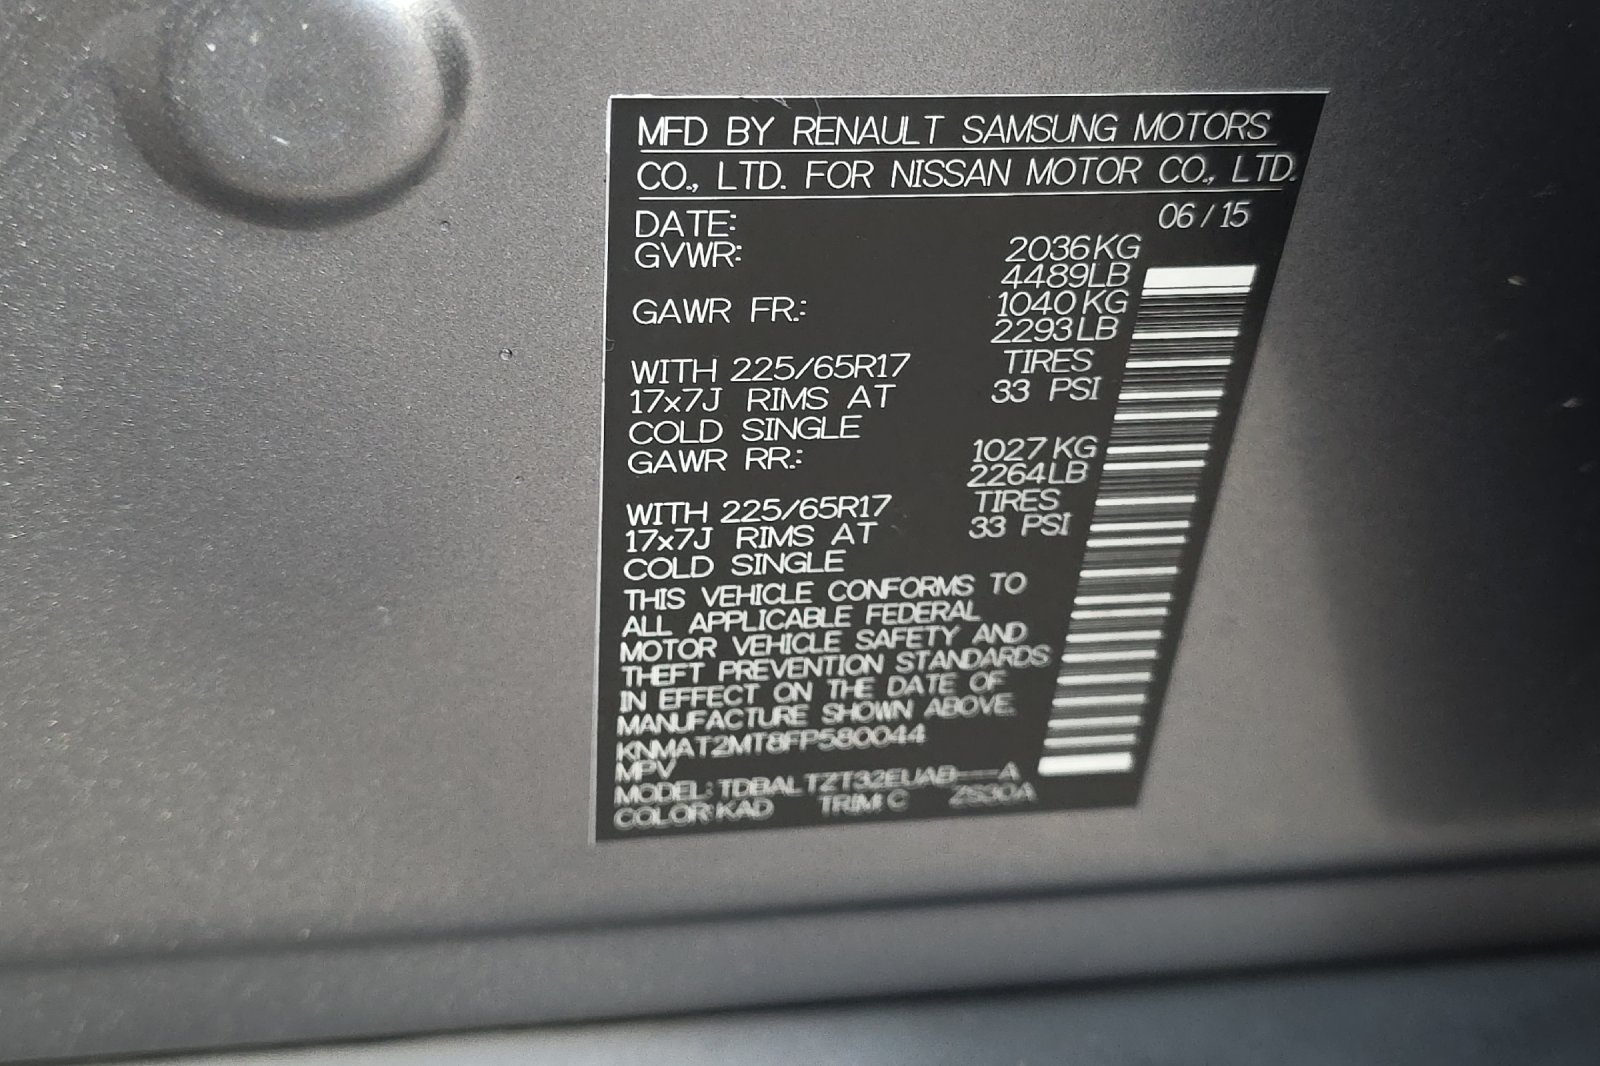 MFD BY RENAULT SAMSUNG MOTORS
CO., LTD. FOR NISSAN MOTOR CO., LTD.
DATE: 06 / 15
GVWR: 2036KG
4489LB
GAWR FR.: 1040KG
2293LB
WITH 225/65R17 TIRES
17x7J RIMS AT 33 PSI
COLD SINGLE
GAWR RR.: 1027KG
2264LB
WITH 225/65R17 TIRES
17x7J RIMS AT 33 PSI
COLD SINGLE
THIS VEHICLE CONFORMS TO
ALL APPLICABLE FEDERAL
MOTOR VEHICLE SAFETY AND
THEFT PREVENTION STANDARDS
IN EFFECT ON THE DATE OF
MANUFACTURE SHOWN ABOVE.
KNMAT2MT8FP580044
MPV
MODEL: TDBALTZT32EUAB---A
COLOR: KAD TRIM: C ZS30A